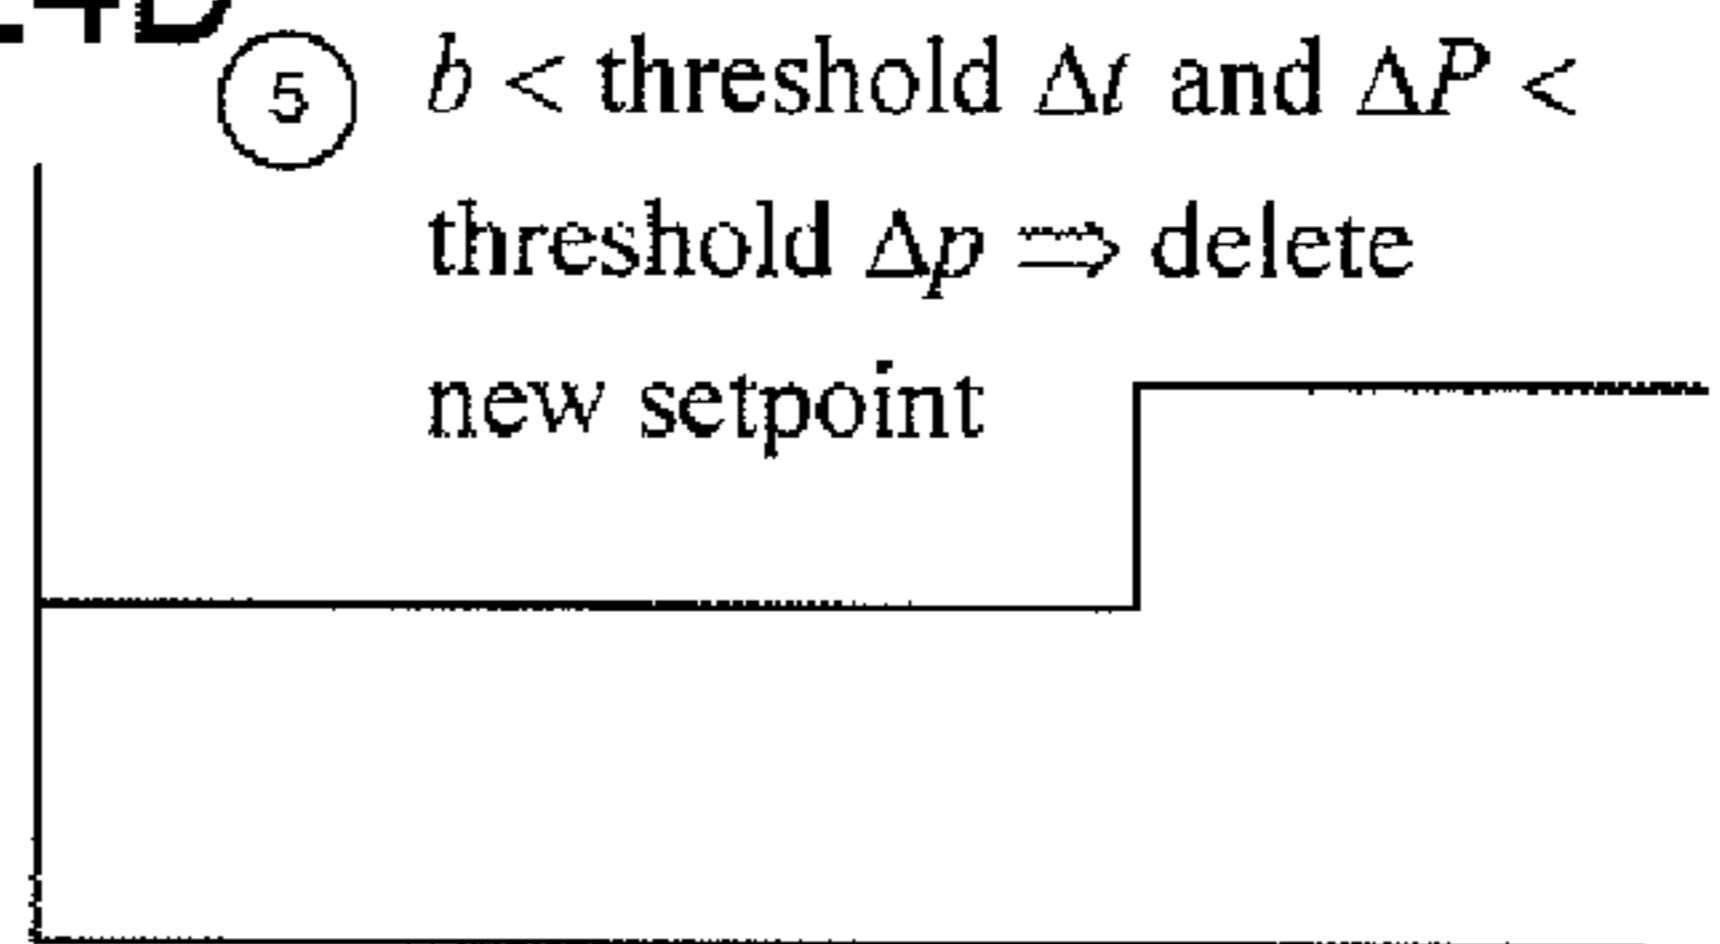 ⑤ b < threshold Δt and ΔP <
threshold Δp ⇒ delete
new setpoint